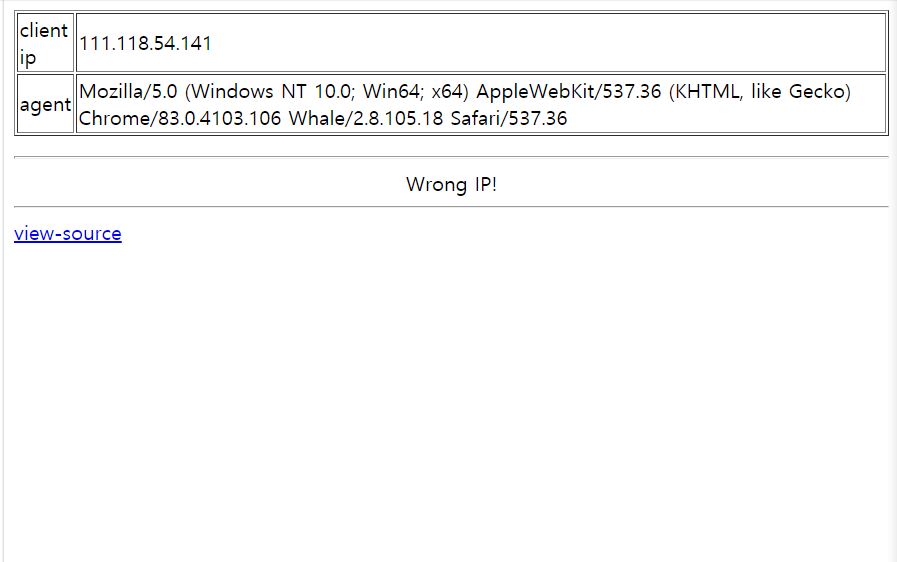 client
ip
111.118.54.141
agent
Mozilla/5.0 (Windows NT 10.0; Win64; x64) AppleWebKit/537.36 (KHTML, like Gecko)
Chrome/83.0.4103.106 Whale/2.8.105.18 Safari/537.36
Wrong IP!
view-source